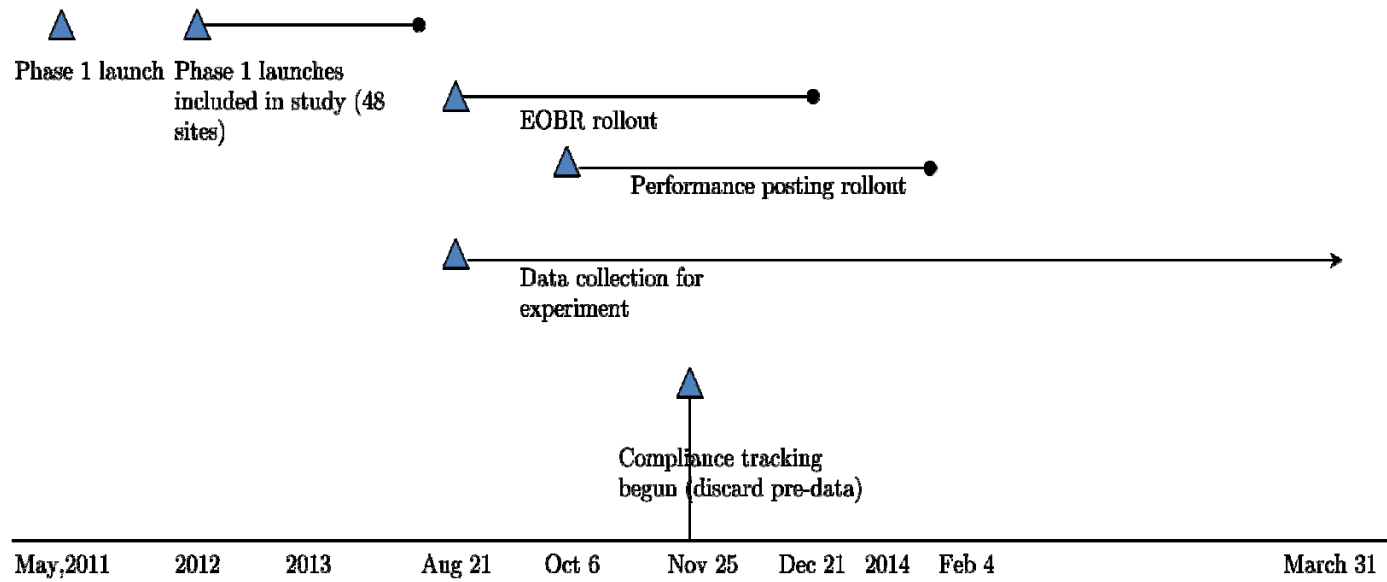 Phase 1 launch
Phase 1 launches
included in study (48
sites)
EOBR rollout
Performance posting rollout
Data collection for
experiment
Compliance tracking
begun (discard pre-data)
May,2011 2012 2013 Aug 21 Oct 6 Nov 25 Dec 21 2014 Feb 4 March 31